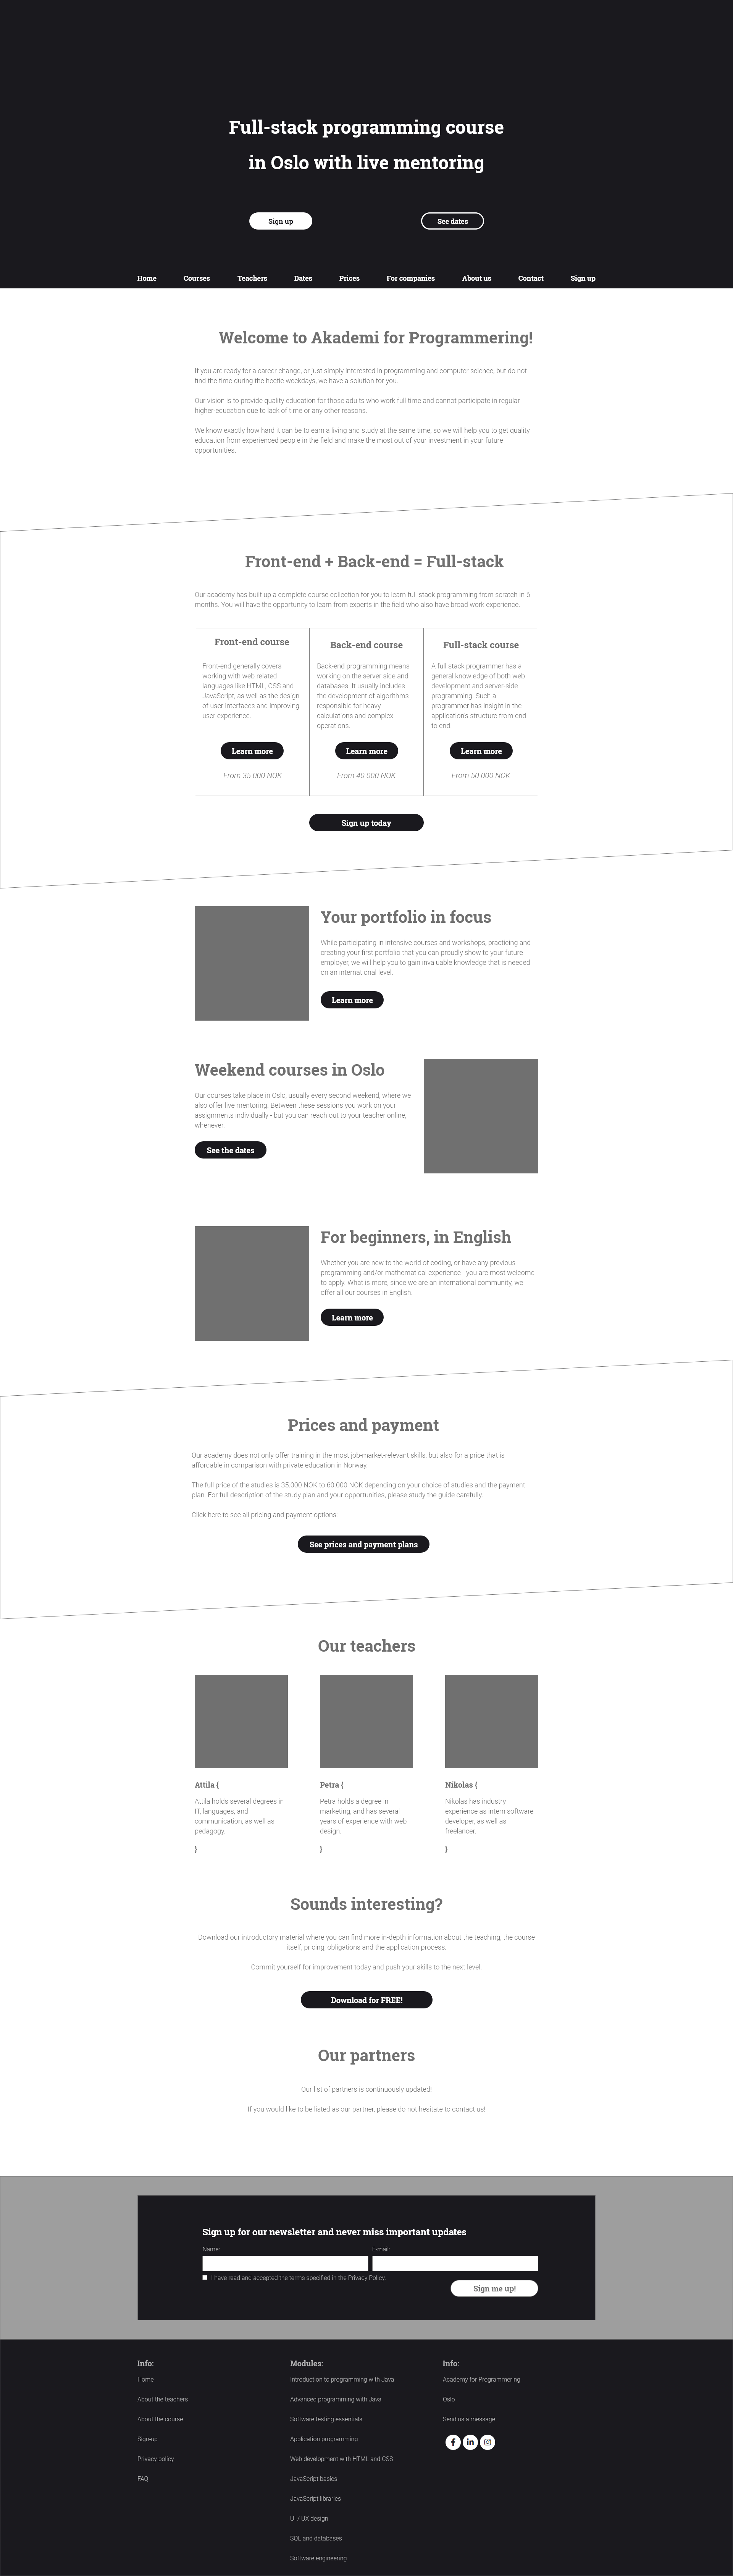 Full-stack programming course
in Oslo with live mentoring
Sign up
See dates
Home Courses Teachers Dates Prices For companies About us Contact Sign up
Welcome to Akademi for Programmering!
If you are ready for a career change, or just simply interested in programming and computer science, but do not
find the time during the hectic weekdays, we have a solution for you.
Our vision is to provide quality education for those adults who work full time and cannot participate in regular
higher-education due to lack of time or any other reasons.
We know exactly how hard it can be to earn a living and study at the same time, so we will help you to get quality
education from experienced people in the field and make the most out of your investment in your future
opportunities.
Front-end + Back-end = Full-stack
Our academy has built up a complete course collection for you to learn full-stack programming from scratch in 6
months. You will have the opportunity to learn from experts in the field who also have broad work experience.
Front-end course
Front-end generally covers
working with web related
languages like HTML, CSS and
JavaScript, as well as the design
of user interfaces and improving
user experience.
Learn more
From 35 000 NOK
Back-end course
Back-end programming means
working on the server side and
databases. It usually includes
the development of algorithms
responsible for heavy
calculations and complex
operations.
Learn more
From 40 000 NOK
Full-stack course
A full stack programmer has a
general knowledge of both web
development and server-side
programming. Such a
programmer has insight in the
application's structure from end
to end.
Learn more
From 50 000 NOK
Sign up today
Your portfolio in focus
While participating in intensive courses and workshops, practicing and
creating your first portfolio that you can proudly show to your future
employer, we will help you to gain invaluable knowledge that is needed
on an international level.
Learn more
Weekend courses in Oslo
Our courses take place in Oslo, usually every second weekend, where we
also offer live mentoring. Between these sessions you work on your
assignments individually - but you can reach out to your teacher online,
whenever.
See the dates
For beginners, in English
Whether you are new to the world of coding, or have any previous
programming and/or mathematical experience - you are most welcome
to apply. What is more, since we are an international community, we
offer all our courses in English.
Learn more
Prices and payment
Our academy does not only offer training in the most job-market-relevant skills, but also for a price that is
affordable in comparison with private education in Norway.
The full price of the studies is 35.000 NOK to 60.000 NOK depending on your choice of studies and the payment
plan. For full description of the study plan and your opportunities, please study the guide carefully.
Click here to see all pricing and payment options:
See prices and payment plans
Our teachers
Attila {
Attila holds several degrees in
IT, languages, and
communication, as well as
pedagogy.
}
Petra {
Petra holds a degree in
marketing, and has several
years of experience with web
design.
}
Nikolas {
Nikolas has industry
experience as intern software
developer, as well as
freelancer.
}
Sounds interesting?
Download our introductory material where you can find more in-depth information about the teaching, the course
itself, pricing, obligations and the application process.
Commit yourself for improvement today and push your skills to the next level.
Download for FREE!
Our partners
Our list of partners is continuously updated!
If you would like to be listed as our partner, please do not hesitate to contact us!
Sign up for our newsletter and never miss important updates
Name:
E-mail:
I have read and accepted the terms specified in the Privacy Policy.
Sign me up!
Info:
Home
About the teachers
About the course
Sign-up
Privacy policy
FAQ
Modules:
Introduction to programming with Java
Advanced programming with Java
Software testing essentials
Application programming
Web development with HTML and CSS
JavaScript basics
JavaScript libraries
UI / UX design
SQL and databases
Software engineering
Info:
Academy for Programming
Oslo
Send us a message